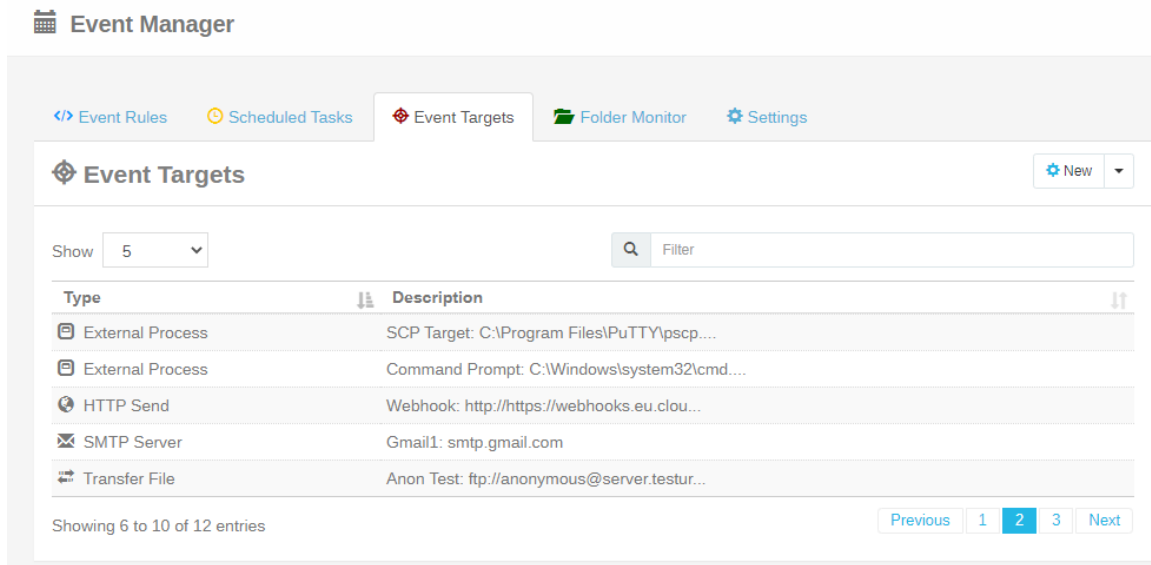 Event Manager
Event Rules Scheduled Tasks Event Targets Folder Monitor Settings
Event Targets New
Show 5 Filter
Type Description
External Process SCP Target: C:\Program Files\PuTTY\pscp....
External Process Command Prompt: C:\Windows\system32\cmd....
HTTP Send Webhook: http://https://webhooks.eu.clou...
SMTP Server Gmail1: smtp.gmail.com
Transfer File Anon Test: ftp://anonymous@server.testur...
Showing 6 to 10 of 12 entries Previous 1 2 3 Next